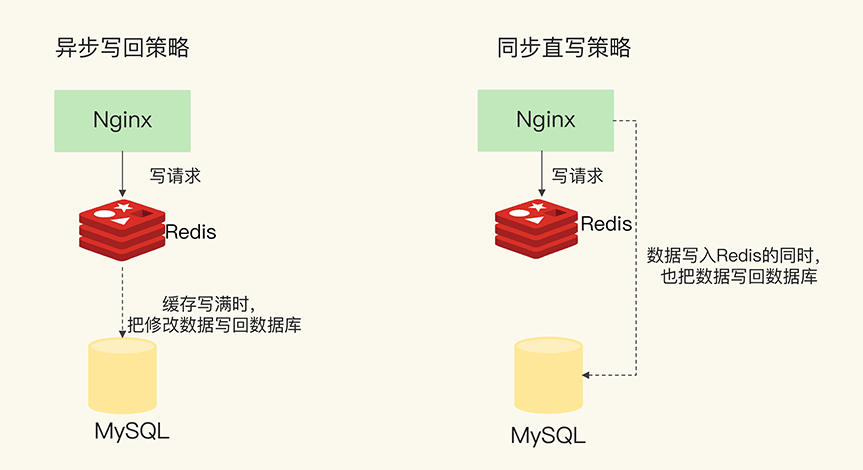 异步写回策略
Nginx
写请求
Redis
缓存写满时，
把修改数据写回数据库
MySQL
同步直写策略
Nginx
写请求
Redis
数据写入Redis的同时，
也把数据写回数据库
MySQL